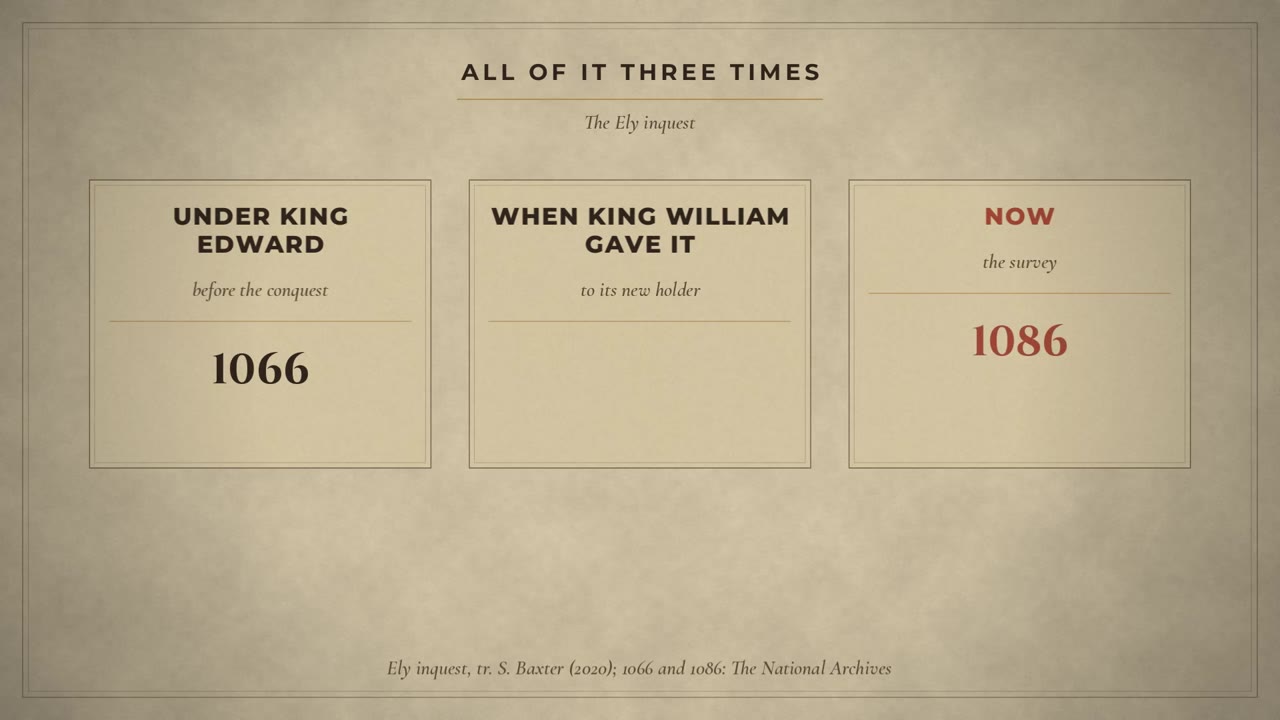 ALL OF IT THREE TIMES
The Ely inquest
UNDER KING
EDWARD
before the conquest
1066
WHEN KING WILLIAM
GAVE IT
to its new holder
NOW
the survey
1086
Ely inquest, tr. S. Baxter (2020); 1066 and 1086: The National Archives